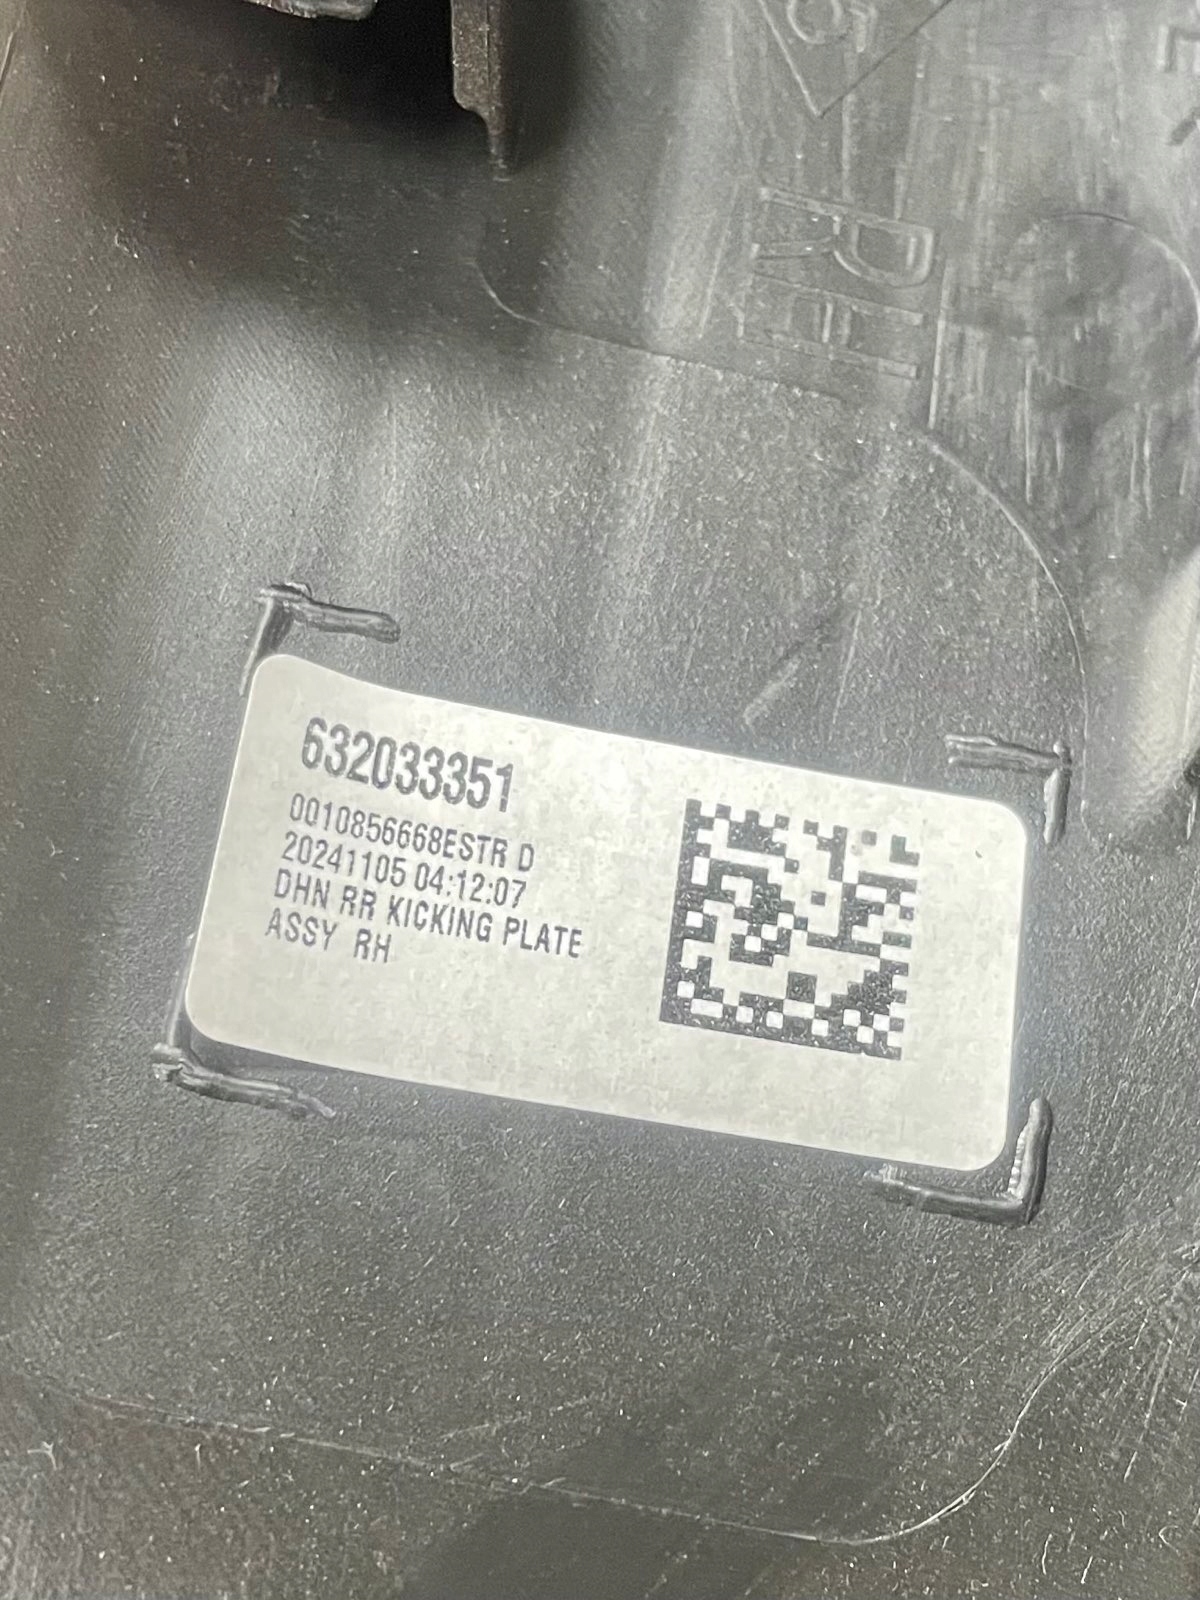 632033351
0010856668ESTR D
20241105 04:12:07
DHN RR KICKING PLATE
ASSY RH